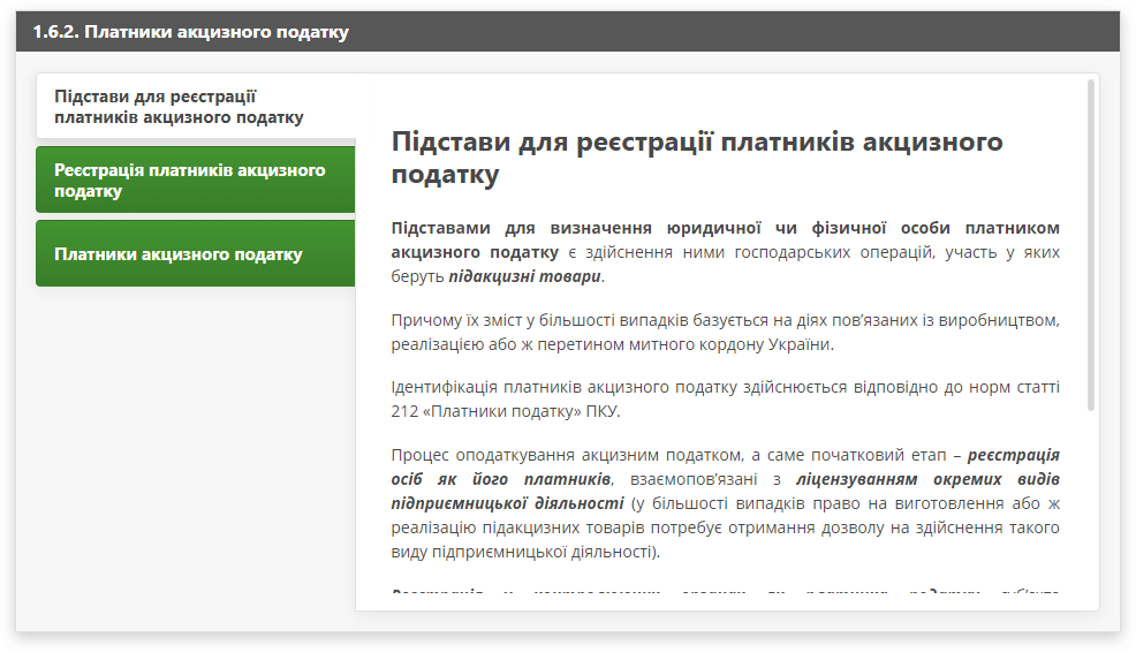 1.6.2. Платники акцизного податку
Підстави для реєстрації
платників акцизного податку
Реєстрація платників акцизного
податку
Платники акцизного податку
Підстави для реєстрації платників акцизного
податку
Підставами для визначення юридичної чи фізичної особи платником
акцизного податку є здійснення ними господарських операцій, участь у яких
беруть підакцизні товари.
Причому їх зміст у більшості випадків базується на діях пов’язаних із виробництвом,
реалізацією або ж перетином митного кордону України.
Ідентифікація платників акцизного податку здійснюється відповідно до норм статті
212 «Платники податку» ПКУ.
Процес оподаткування акцизним податком, а саме початковий етап – реєстрація
осіб як його платників, взаємопов’язані з ліцензуванням окремих видів
підприємницької діяльності (у більшості випадків право на виготовлення або ж
реалізацію підакцизних товарів потребує отримання дозволу на здійснення такого
виду підприємницької діяльності).